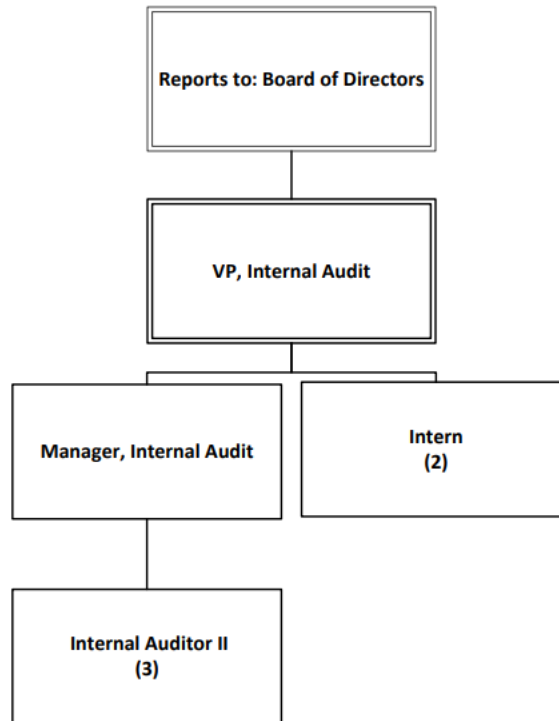 Reports to: Board of Directors
VP, Internal Audit
Manager, Internal Audit
Intern
(2)
Internal Auditor II
(3)